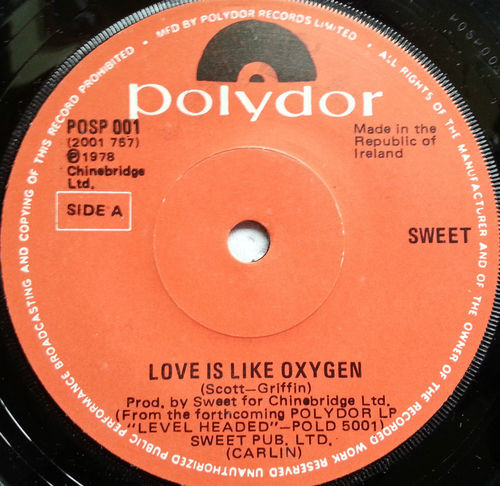 MFD BY POLYDOR RECORDS LIMITED • ALL RIGHTS OF THE MANUFACTURER AND OF THE OWNER OF THE RECORDED WORK RESERVED UNAUTHORIZED PUBLIC PERFORMANCE BROADCASTING AND COPYING OF THIS RECORD PROHIBITED •
polydor
POSP 001
(2001 757)
℗ 1978
Chinebridge
Ltd.
SIDE A
Made in the
Republic of
Ireland
SWEET
LOVE IS LIKE OXYGEN
(Scott—Griffin)
Prod. by Sweet for Chinebridge Ltd.
(From the forthcoming POLYDOR LP
"LEVEL HEADED"—POLD 5001)
SWEET PUB. LTD.
(CARLIN)